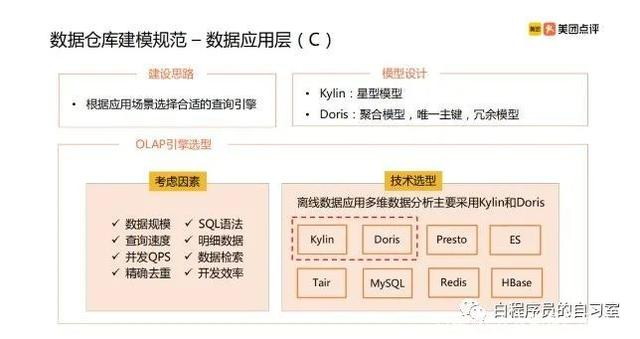 数据仓库建模规范 – 数据应用层（C）
美团 美团点评
建设思路
• 根据应用场景选择合适的查询引擎
模型设计
• Kylin：星型模型
• Doris：聚合模型，唯一主键，冗余模型
OLAP引擎选型
考虑因素
✓ 数据规模
✓ 查询速度
✓ 并发QPS
✓ 精确去重
✓ SQL语法
✓ 明细数据
✓ 数据检索
✓ 开发效率
技术选型
离线数据应用多维数据分析主要采用Kylin和Doris
Kylin Doris Presto ES
Tair MySQL Redis HBase
白程序员的自习室